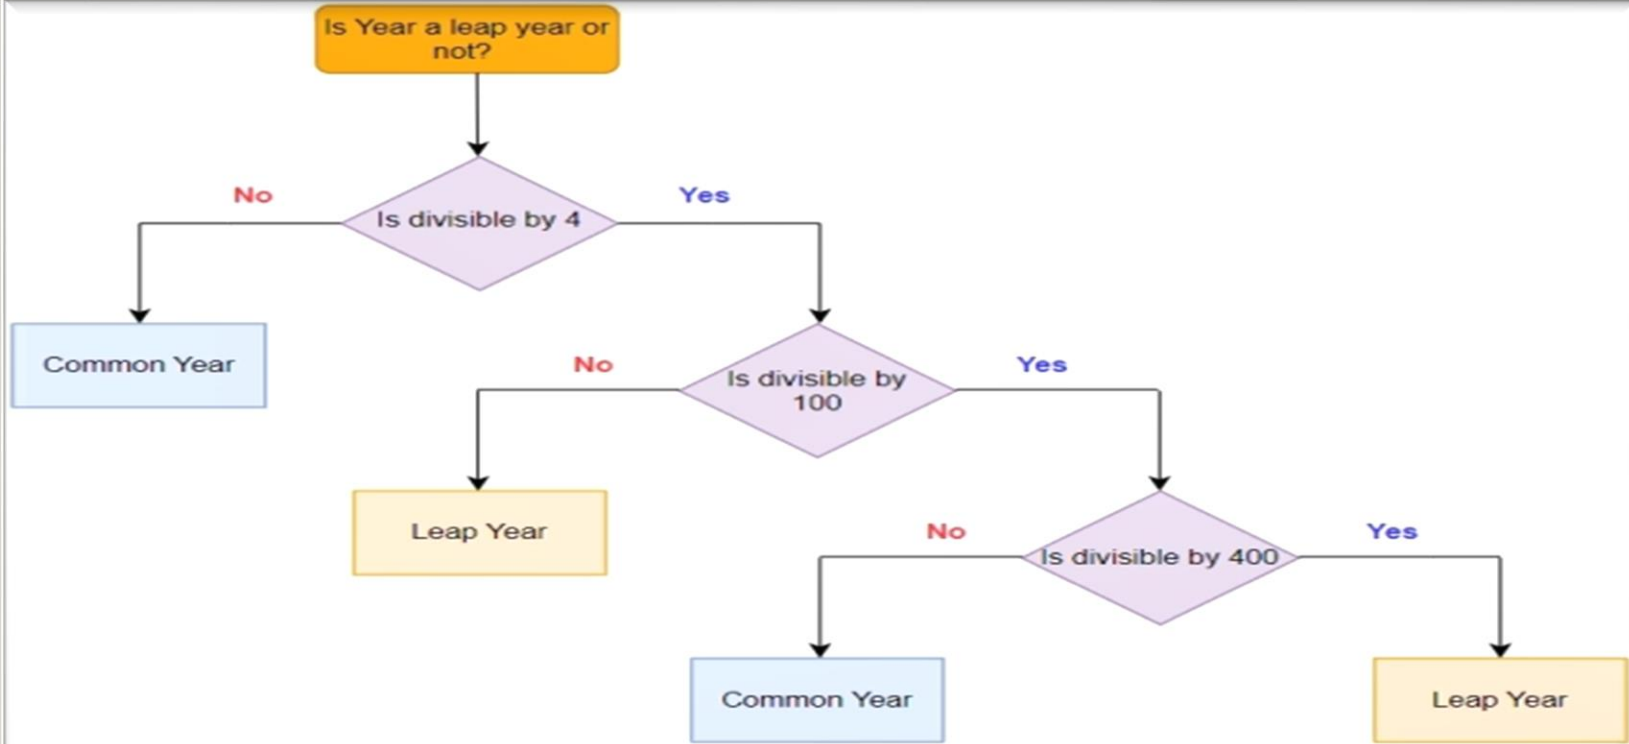 Is Year a leap year or
not?
No
Yes
Is divisible by 4
Common Year
No
Yes
Is divisible by
100
Leap Year
No
Yes
Is divisible by 400
Common Year
Leap Year